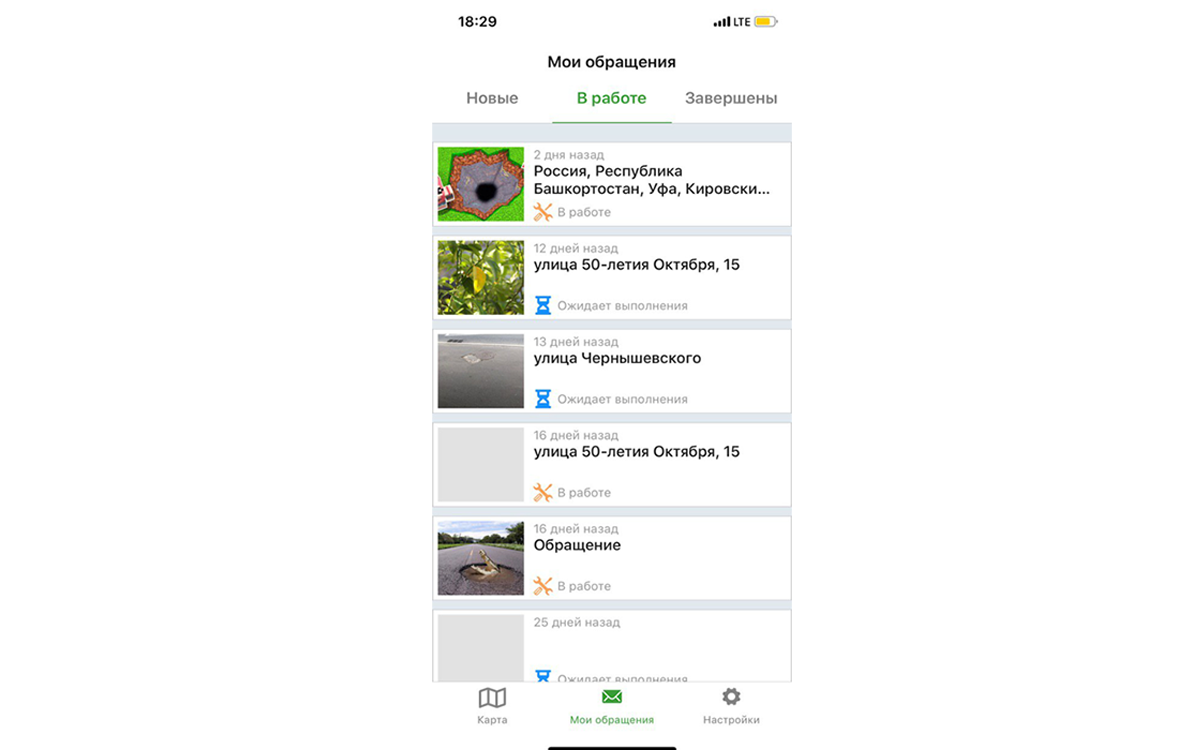 18:29
LTE
Мои обращения
Новые
В работе
Завершены
2 дня назад
Россия, Республика
Башкортостан, Уфа, Кировски...
В работе
12 дней назад
улица 50-летия Октября, 15
Ожидает выполнения
13 дней назад
улица Чернышевского
Ожидает выполнения
16 дней назад
улица 50-летия Октября, 15
В работе
16 дней назад
Обращение
В работе
25 дней назад
Ожидает выполнения
Карта
Мои обращения
Настройки